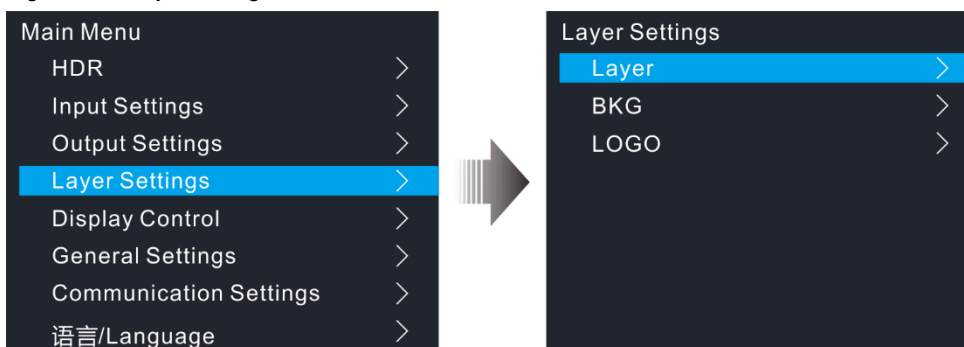 Main Menu
HDR
Input Settings
Output Settings
Layer Settings
Display Control
General Settings
Communication Settings
语言/Language
Layer Settings
Layer
BKG
LOGO